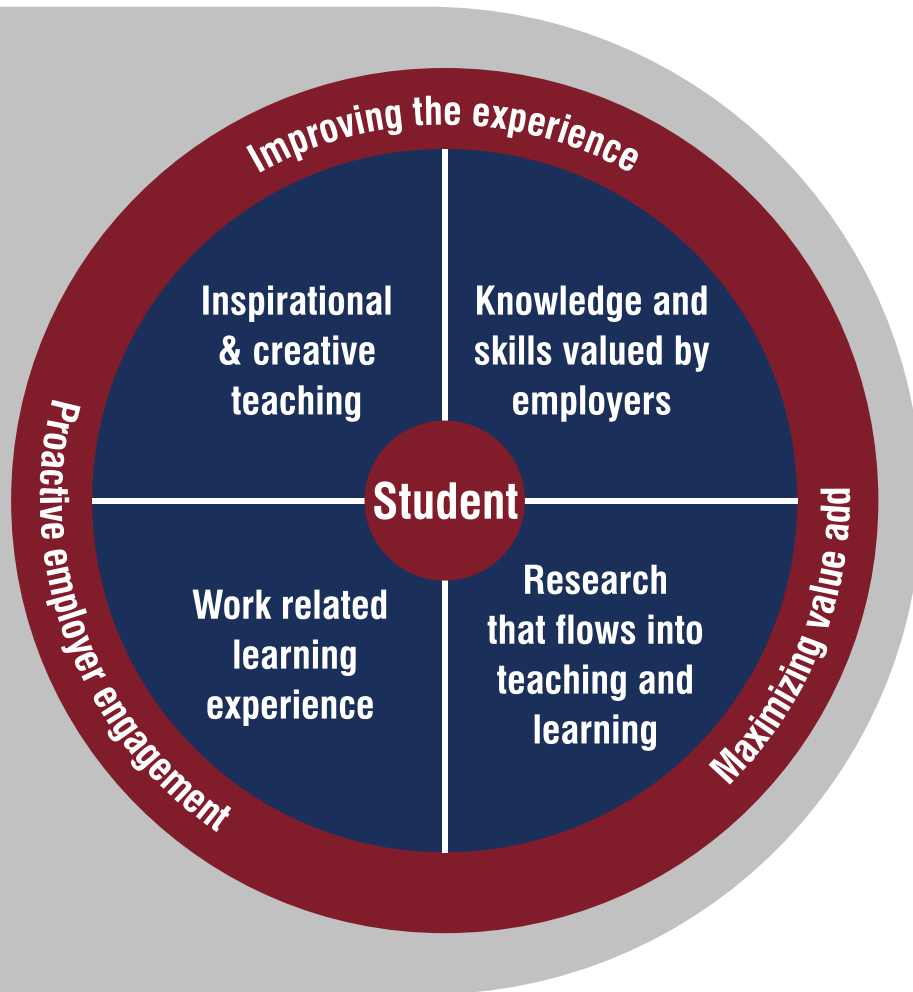 Improving the experience
Inspirational
& creative
teaching
Knowledge and
skills valued by
employers
Student
Work related
learning
experience
Research
that flows into
teaching and
learning
Proactive employer engagement
Maximizing value add